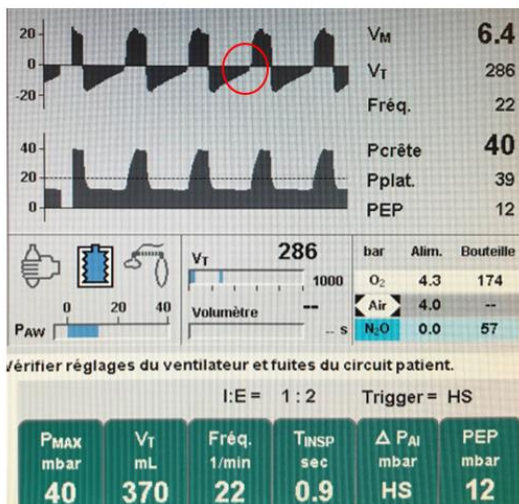 20
0
-20
VM 6.4
VT 286
Fréq. 22
40
20
0
Pcrête 40
Pplat. 39
PEP 12
VT 286
1000
Volumètre --
-- s
0 20 40
PAW
bar Alim. Bouteille
O2 4.3 174
Air 4.0 --
N2O 0.0 57
Vérifier réglages du ventilateur et fuites du circuit patient.
I:E = 1 : 2 Trigger = HS
PMAX VT Fréq. TINSP Δ PAI PEP
mbar mL 1/min sec mbar mbar
40 370 22 0.9 HS 12